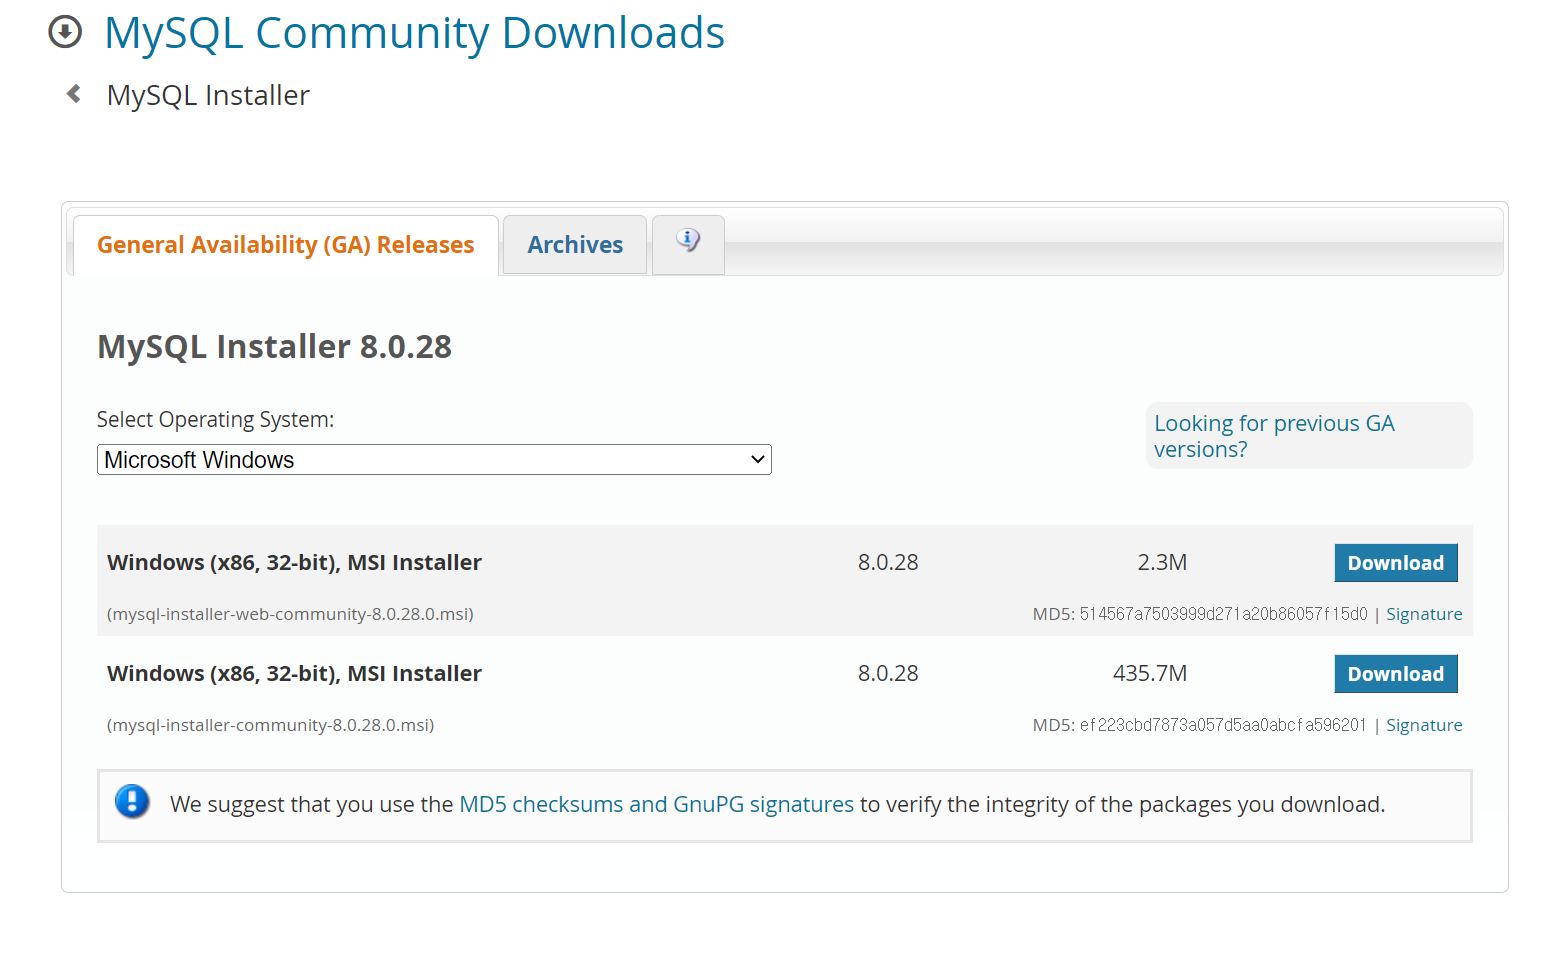 MySQL Community Downloads
MySQL Installer
General Availability (GA) Releases
Archives
MySQL Installer 8.0.28
Select Operating System:
Microsoft Windows
Looking for previous GA
versions?
Windows (x86, 32-bit), MSI Installer 8.0.28 2.3M Download
(mysql-installer-web-community-8.0.28.0.msi) MD5: 514567a7503999d271a20b86057f15d0 | Signature
Windows (x86, 32-bit), MSI Installer 8.0.28 435.7M Download
(mysql-installer-community-8.0.28.0.msi) MD5: ef223cbd7873a057d5aa0abcfa596201 | Signature
We suggest that you use the MD5 checksums and GnuPG signatures to verify the integrity of the packages you download.